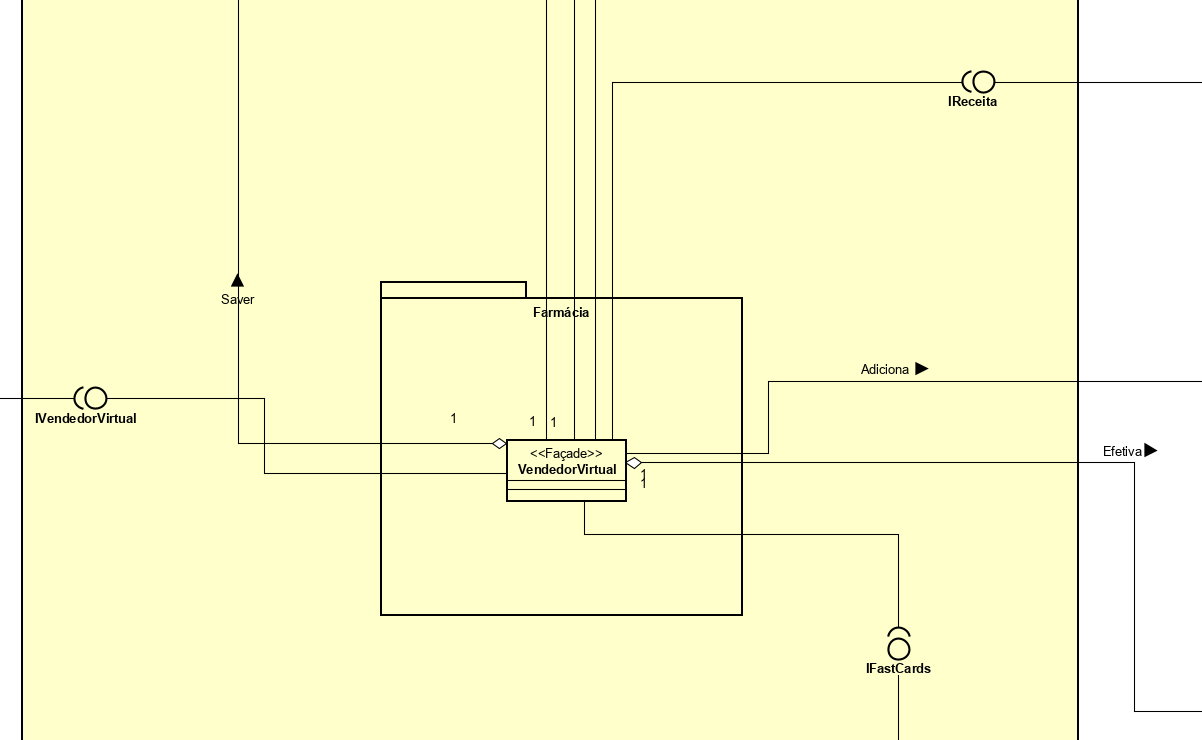 IReceita
Saver
Farmácia
Adiciona
IVendedorVirtual
1
1
1
<<Façade>>
VendedorVirtual
Efetiva
1
1
IFastCards